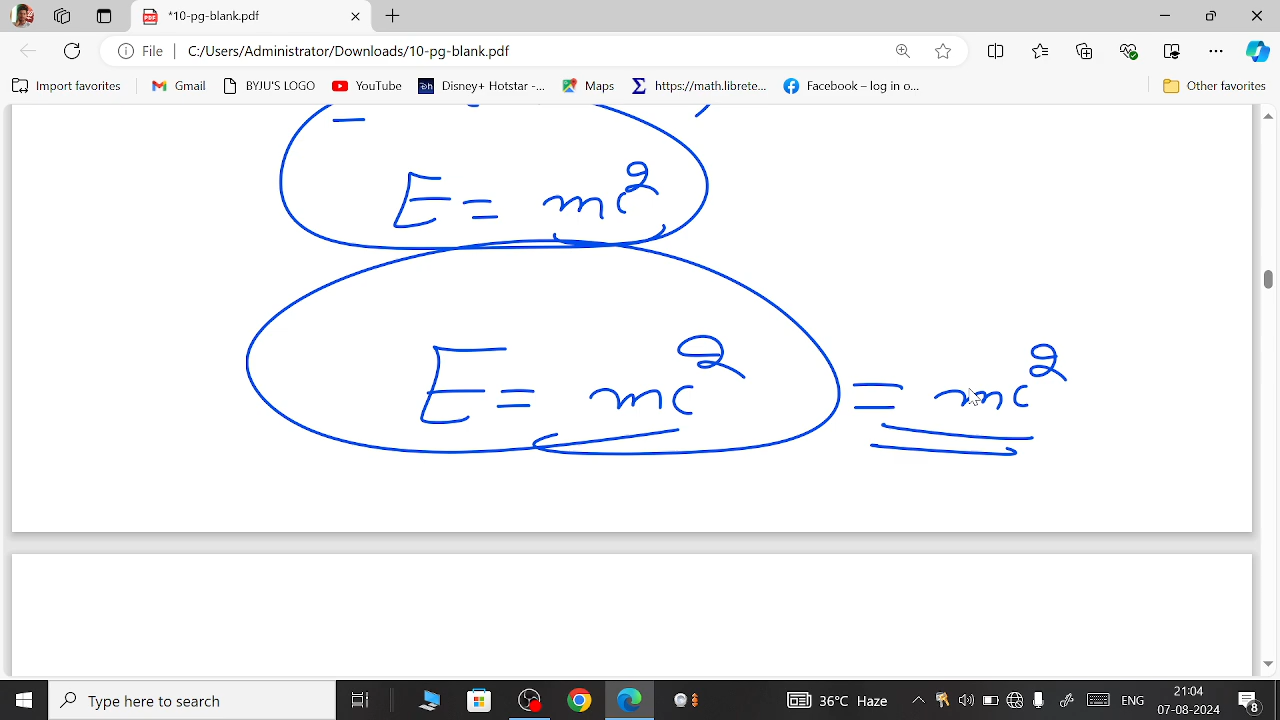 *10-pg-blank.pdf
File | C:/Users/Administrator/Downloads/10-pg-blank.pdf
Import favorites Gmail BYJU'S LOGO YouTube Disney+ Hotstar -... Maps https://math.librete... Facebook – log in o... Other favorites
E = mc²
E = mc² = mc²
Type here to search 36°C Haze ENG 21:04
07-08-2024 8